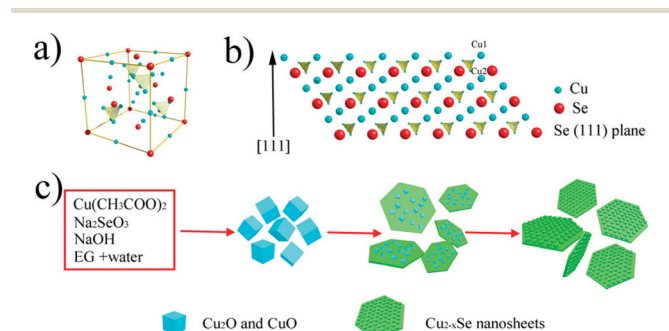 a)
b)
Cu1
Cu2
[111]
Cu
Se
Se (111) plane
c)
Cu(CH₃COO)₂
Na₂SeO₃
NaOH
EG +water
Cu₂O and CuO
Cu₂₋ₓSe nanosheets